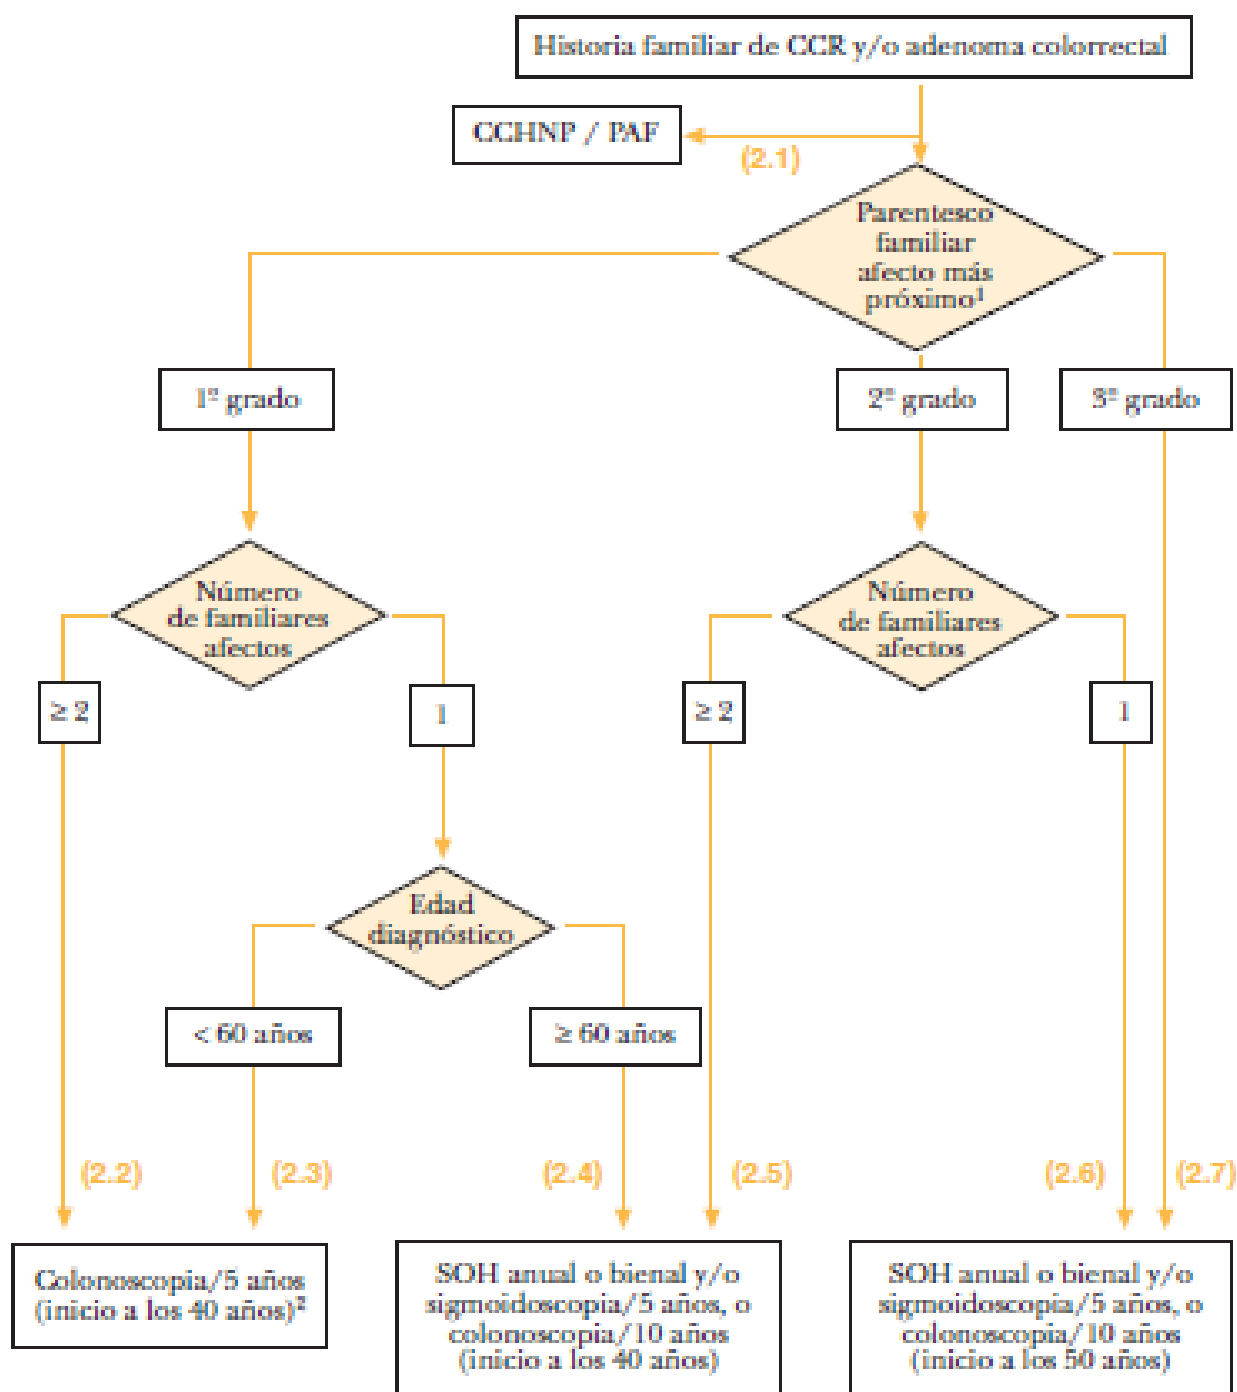 Historia familiar de CCR y/o adenoma colorrectal
CCHNP / PAF
(2.1)
Parentesco
familiar
afecto más
próximo¹
1º grado
2º grado
3º grado
Número
de familiares
afectos
Número
de familiares
afectos
≥ 2
1
≥ 2
1
Edad
diagnóstico
< 60 años
≥ 60 años
(2.2)
(2.3)
(2.4)
(2.5)
(2.6)
(2.7)
Colonoscopia/5 años
(inicio a los 40 años)²
SOH anual o bienal y/o
sigmoidoscopia/5 años, o
colonoscopia/10 años
(inicio a los 40 años)
SOH anual o bienal y/o
sigmoidoscopia/5 años, o
colonoscopia/10 años
(inicio a los 50 años)